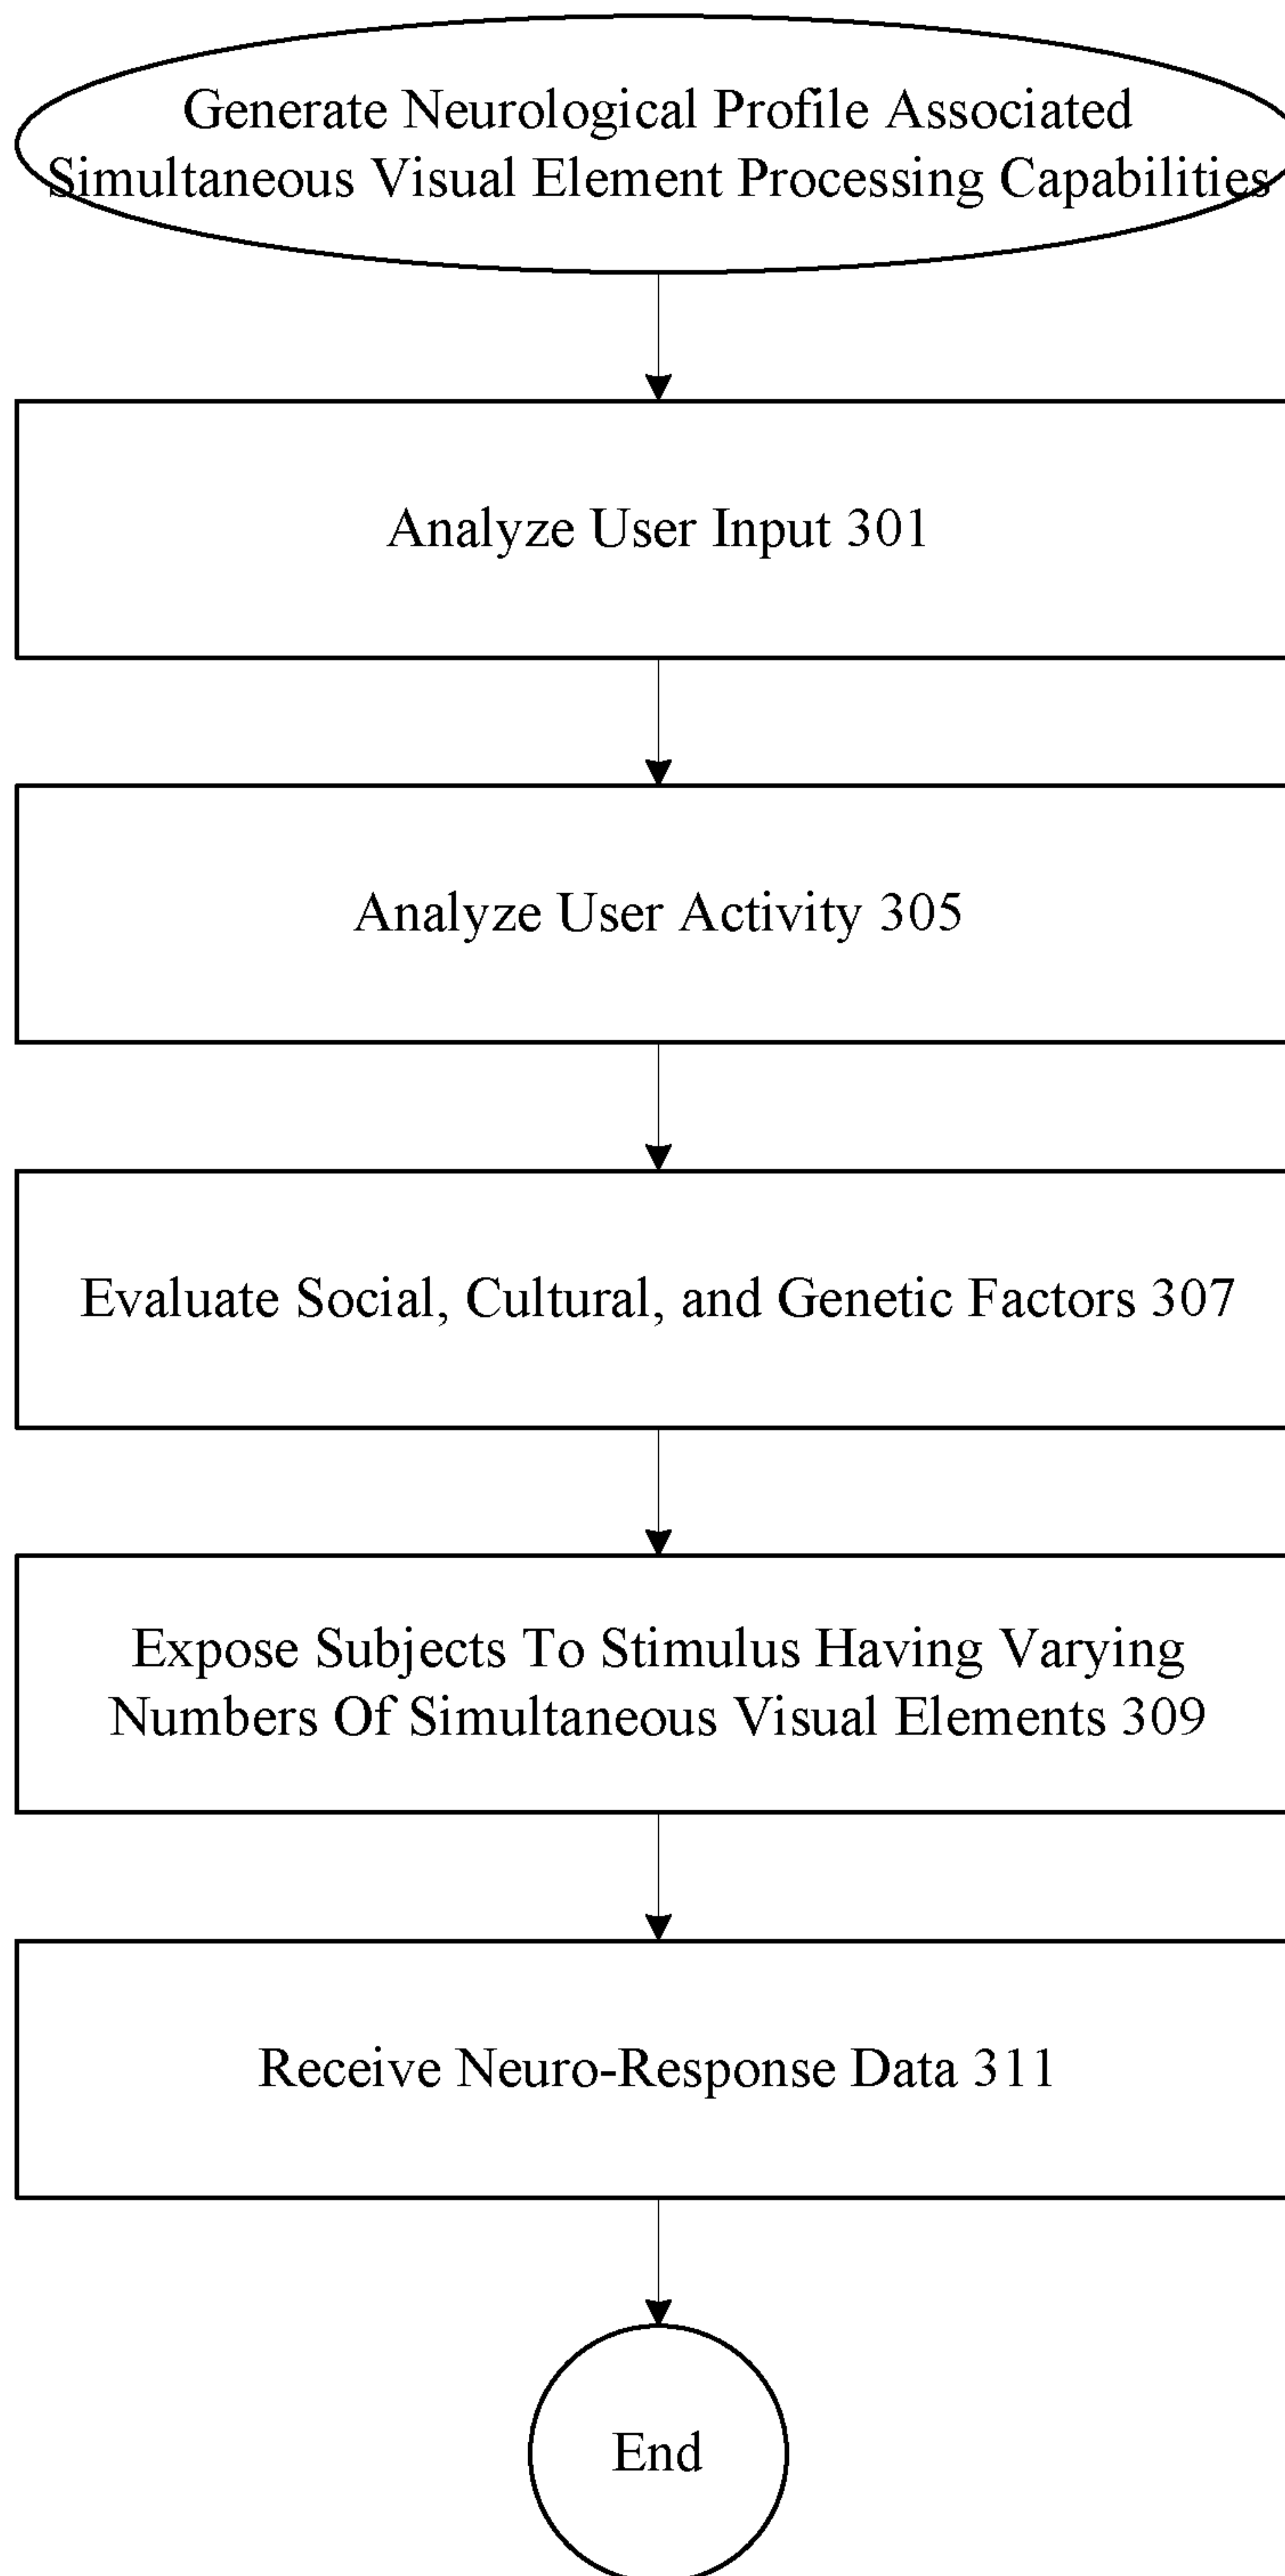 Generate Neurological Profile Associated
Simultaneous Visual Element Processing Capabilities
Analyze User Input 301
Analyze User Activity 305
Evaluate Social, Cultural, and Genetic Factors 307
Expose Subjects To Stimulus Having Varying
Numbers Of Simultaneous Visual Elements 309
Receive Neuro-Response Data 311
End